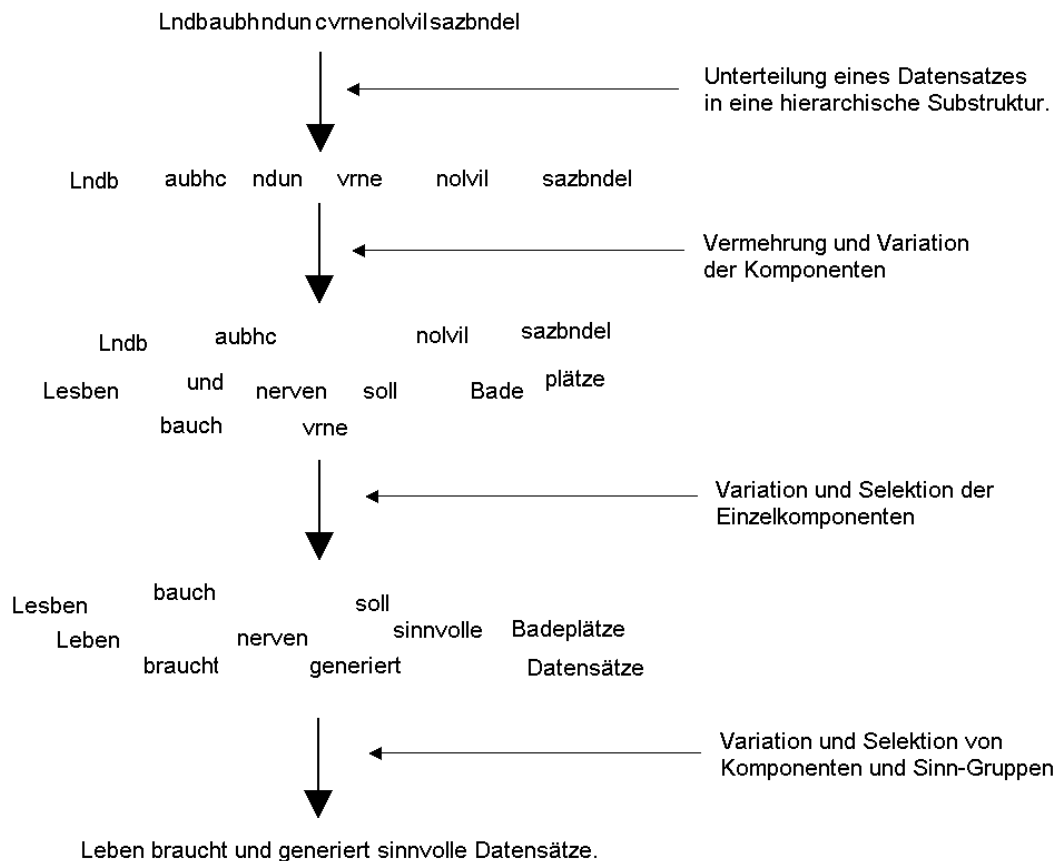 Lndbaubhnduncvrnenolvilsazbndel
Unterteilung eines Datensatzes
in eine hierarchische Substruktur.
Lndb aubhc ndun vrne nolvil sazbndel
Vermehrung und Variation
der Komponenten
Lndb aubhc nolvil sazbndel
Lesben und nerven soll Bade plätze
bauch vrne
Variation und Selektion der
Einzelkomponenten
Lesben bauch soll
Leben nerven sinnvolle Badeplätze
braucht generiert Datensätze
Variation und Selektion von
Komponenten und Sinn-Gruppen
Leben braucht und generiert sinnvolle Datensätze.